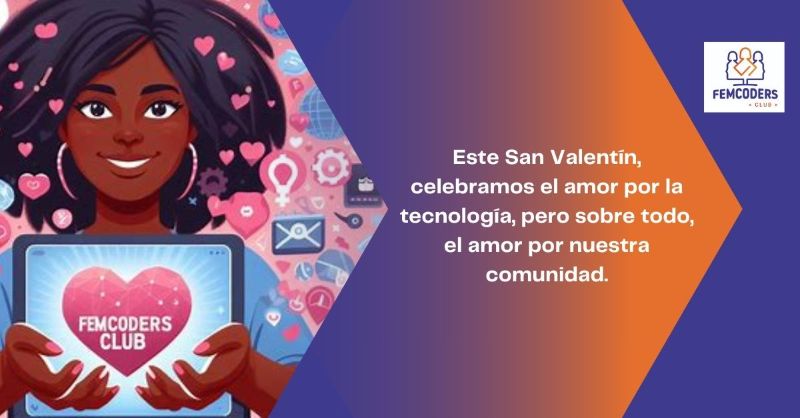 FEMCODERS
CLUB
Este San Valentín,
celebramos el amor por la
tecnología, pero sobre todo,
el amor por nuestra
comunidad.
FEMCODERS
• CLUB •